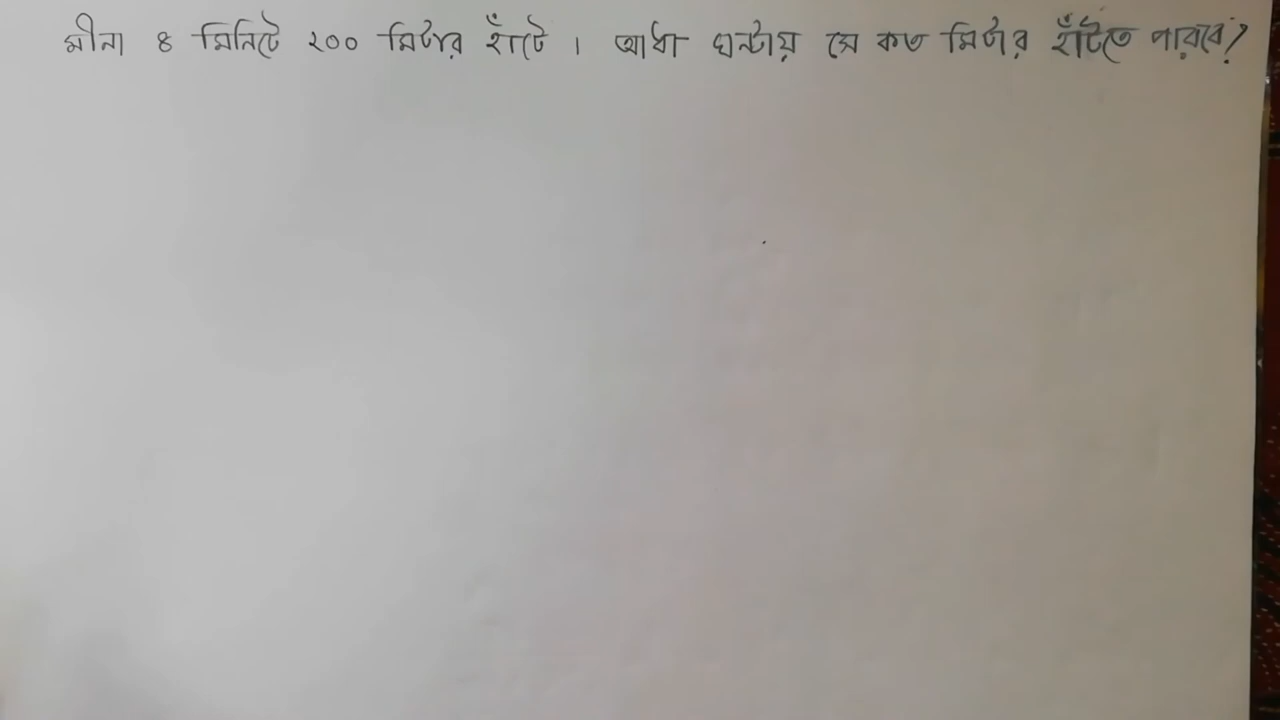 মীনা ৪ মিনিটে ২০০ মিটার হাঁটে । আধা ঘন্টায় সে কত মিটার হাঁটতে পারবে?